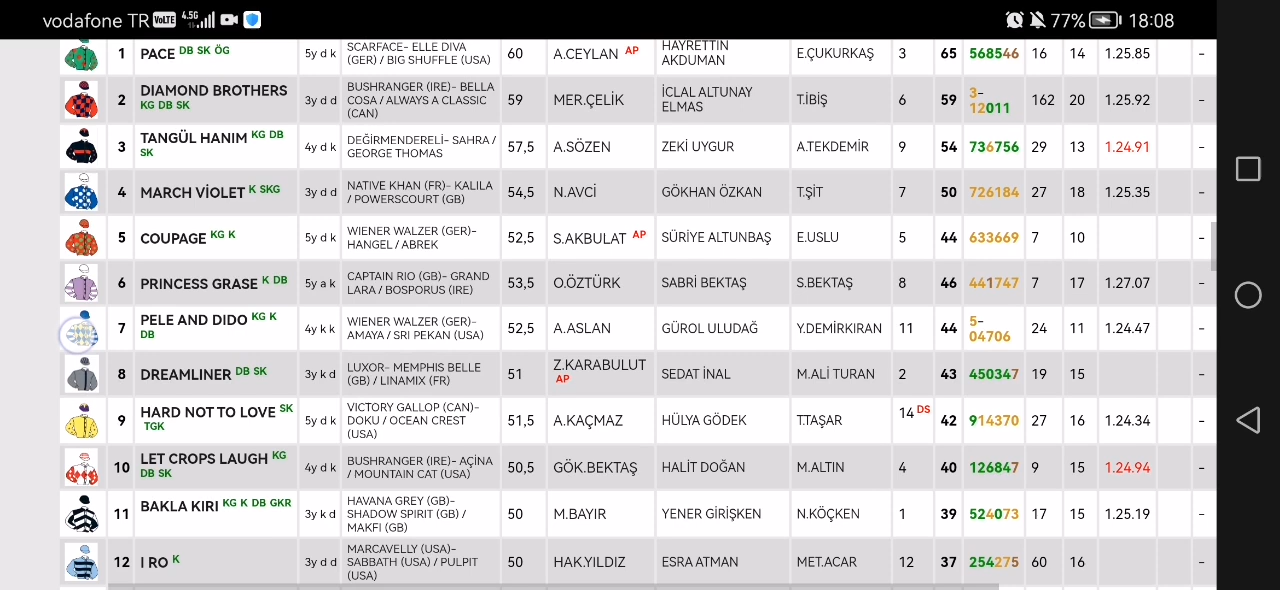 vodafone TR VoLTE 4.5G 77% 18:08
1 PACE DB SK ÖG 5y d k SCARFACE- ELLE DIVA (GER) / BIG SHUFFLE (USA) 60 A.CEYLAN AP HAYRETTİN AKDUMAN E.ÇUKURKAŞ 3 65 568546 16 14 1.25.85 -
2 DIAMOND BROTHERS KG DB SK 3y d d BUSHRANGER (IRE)- BELLA COSA / ALWAYS A CLASSIC (CAN) 59 MER.ÇELİK İCLAL ALTUNAY ELMAS T.İBİŞ 6 59 3-12011 162 20 1.25.92 -
3 TANGÜL HANIM KG DB SK 4y d k DEĞİRMENDERELİ- SAHRA / GEORGE THOMAS 57,5 A.SÖZEN ZEKİ UYGUR A.TEKDEMİR 9 54 736756 29 13 1.24.91 -
4 MARCH VİOLET K SKG 3y d d NATIVE KHAN (FR)- KALILA / POWERSCOURT (GB) 54,5 N.AVCİ GÖKHAN ÖZKAN T.ŞİT 7 50 726184 27 18 1.25.35 -
5 COUPAGE KG K 5y d k WIENER WALZER (GER)- HANGEL / ABREK 52,5 S.AKBULAT AP SÜRİYE ALTUNBAŞ E.USLU 5 44 633669 7 10 -
6 PRINCESS GRASE K DB 5y a k CAPTAIN RIO (GB)- GRAND LARA / BOSPORUS (IRE) 53,5 O.ÖZTÜRK SABRİ BEKTAŞ S.BEKTAŞ 8 46 441747 7 17 1.27.07 -
7 PELE AND DIDO KG K DB 4y k k WIENER WALZER (GER)- AMAYA / SRI PEKAN (USA) 52,5 A.ASLAN GÜROL ULUDAĞ Y.DEMİRKIRAN 11 44 5-04706 24 11 1.24.47 -
8 DREAMLINER DB SK 3y k d LUXOR- MEMPHIS BELLE (GB) / LINAMIX (FR) 51 Z.KARABULUT AP SEDAT İNAL M.ALİ TURAN 2 43 450347 19 15 -
9 HARD NOT TO LOVE SK TGK 5y d k VICTORY GALLOP (CAN)- DOKU / OCEAN CREST (USA) 51,5 A.KAÇMAZ HÜLYA GÖDEK T.TAŞAR 14 DS 42 914370 27 16 1.24.34 -
10 LET CROPS LAUGH KG DB SK 4y d k BUSHRANGER (IRE)- AÇİNA / MOUNTAIN CAT (USA) 50,5 GÖK.BEKTAŞ HALİT DOĞAN M.ALTIN 4 40 126847 9 15 1.24.94 -
11 BAKLA KIRI KG K DB GKR 3y k d HAVANA GREY (GB)- SHADOW SPIRIT (GB) / MAKFI (GB) 50 M.BAYIR YENER GİRİŞKEN N.KÖÇKEN 1 39 524073 17 15 1.25.19 -
12 I RO K 3y d d MARCAVELLY (USA)- SABBATH (USA) / PULPIT (USA) 50 HAK.YILDIZ ESRA ATMAN MET.ACAR 12 37 254275 60 16 -